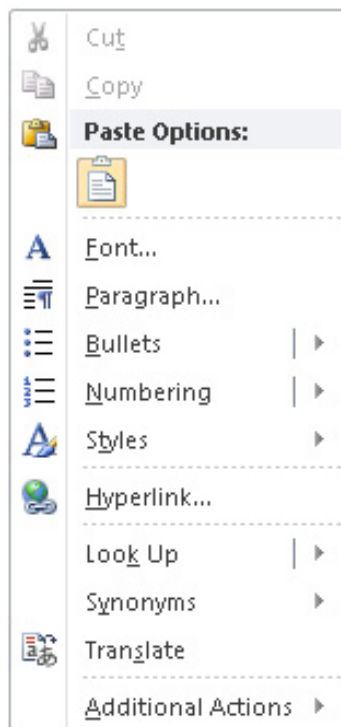 Cut
Copy
Paste Options:
Font...
Paragraph...
Bullets
Numbering
Styles
Hyperlink...
Look Up
Synonyms
Translate
Additional Actions